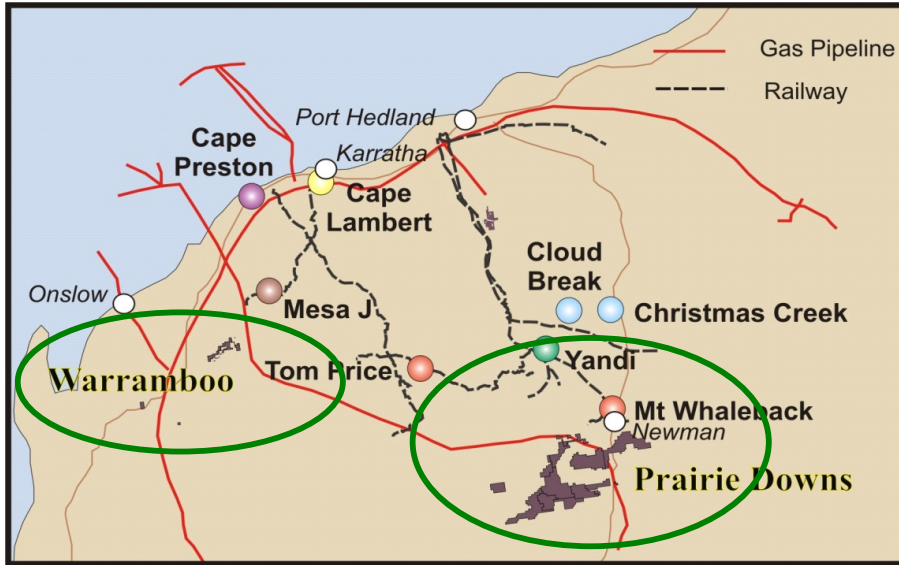 Gas Pipeline
Railway
Port Hedland
Cape
Preston
Karratha
Cape
Lambert
Cloud
Break
Onslow
Mesa J
Christmas Creek
Warramboo
Tom Price
Yandi
Mt Whaleback
Newman
Prairie Downs